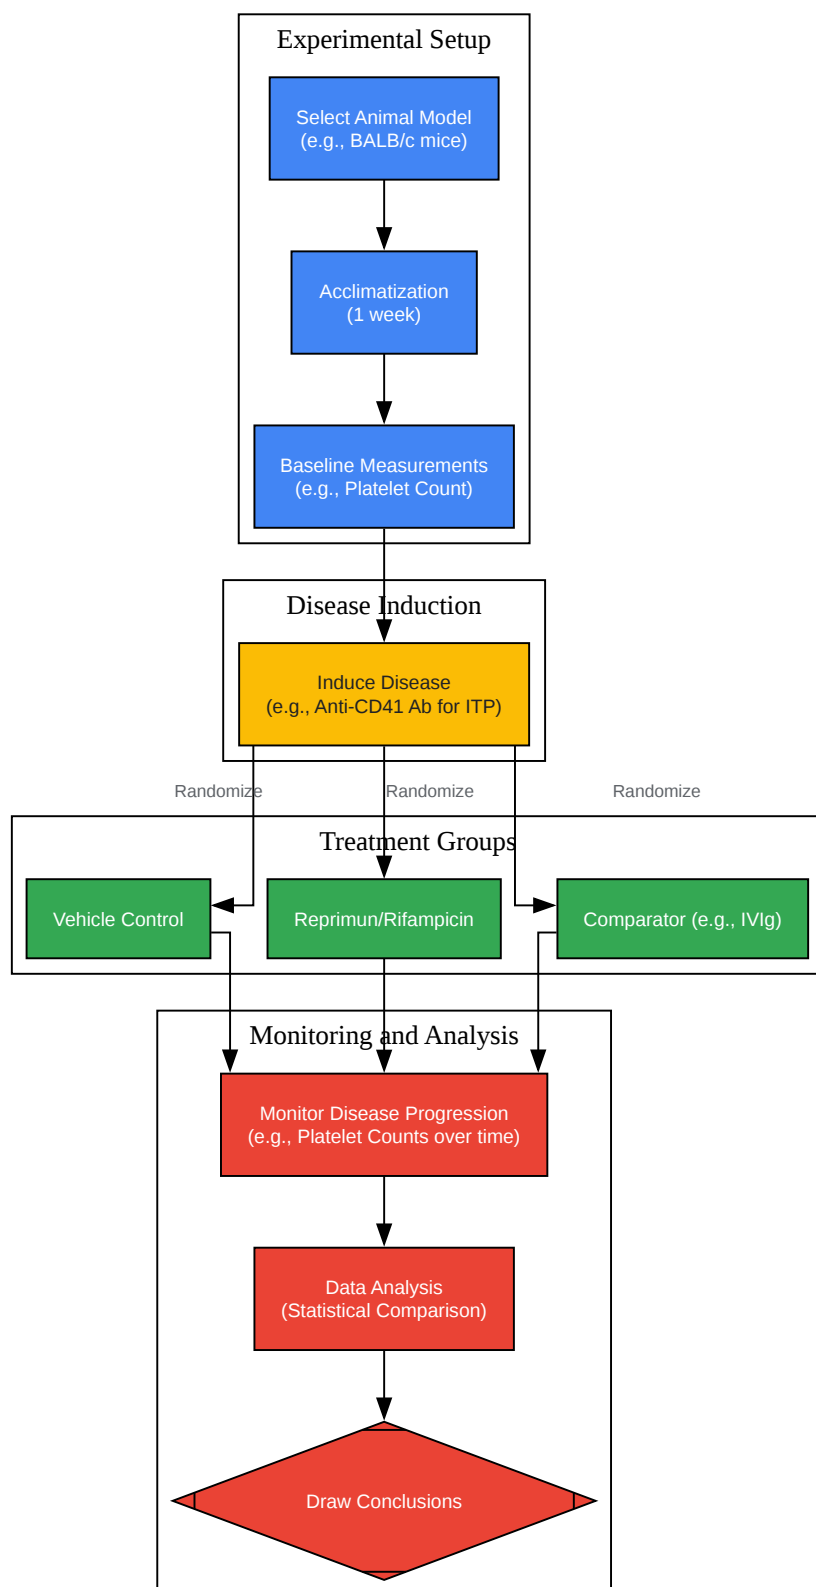 Experimental Setup
Select Animal Model
(e.g., BALB/c mice)
Acclimatization
(1 week)
Baseline Measurements
(e.g., Platelet Count)
Disease Induction
Induce Disease
(e.g., Anti-CD41 Ab for ITP)
Randomize
Randomize
Randomize
Treatment Groups
Vehicle Control
Reprimun/Rifampicin
Comparator (e.g., IVIg)
Monitoring and Analysis
Monitor Disease Progression
(e.g., Platelet Counts over time)
Data Analysis
(Statistical Comparison)
Draw Conclusions